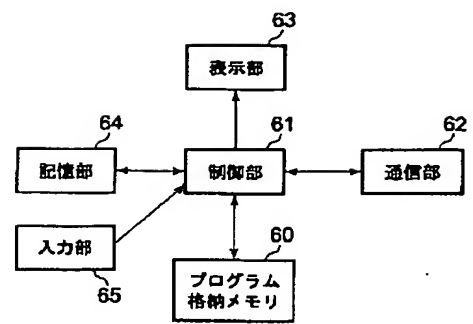 63
表示部
64
61
62
記憶部
制御部
通信部
入力部
65
60
プログラム
格納メモリ